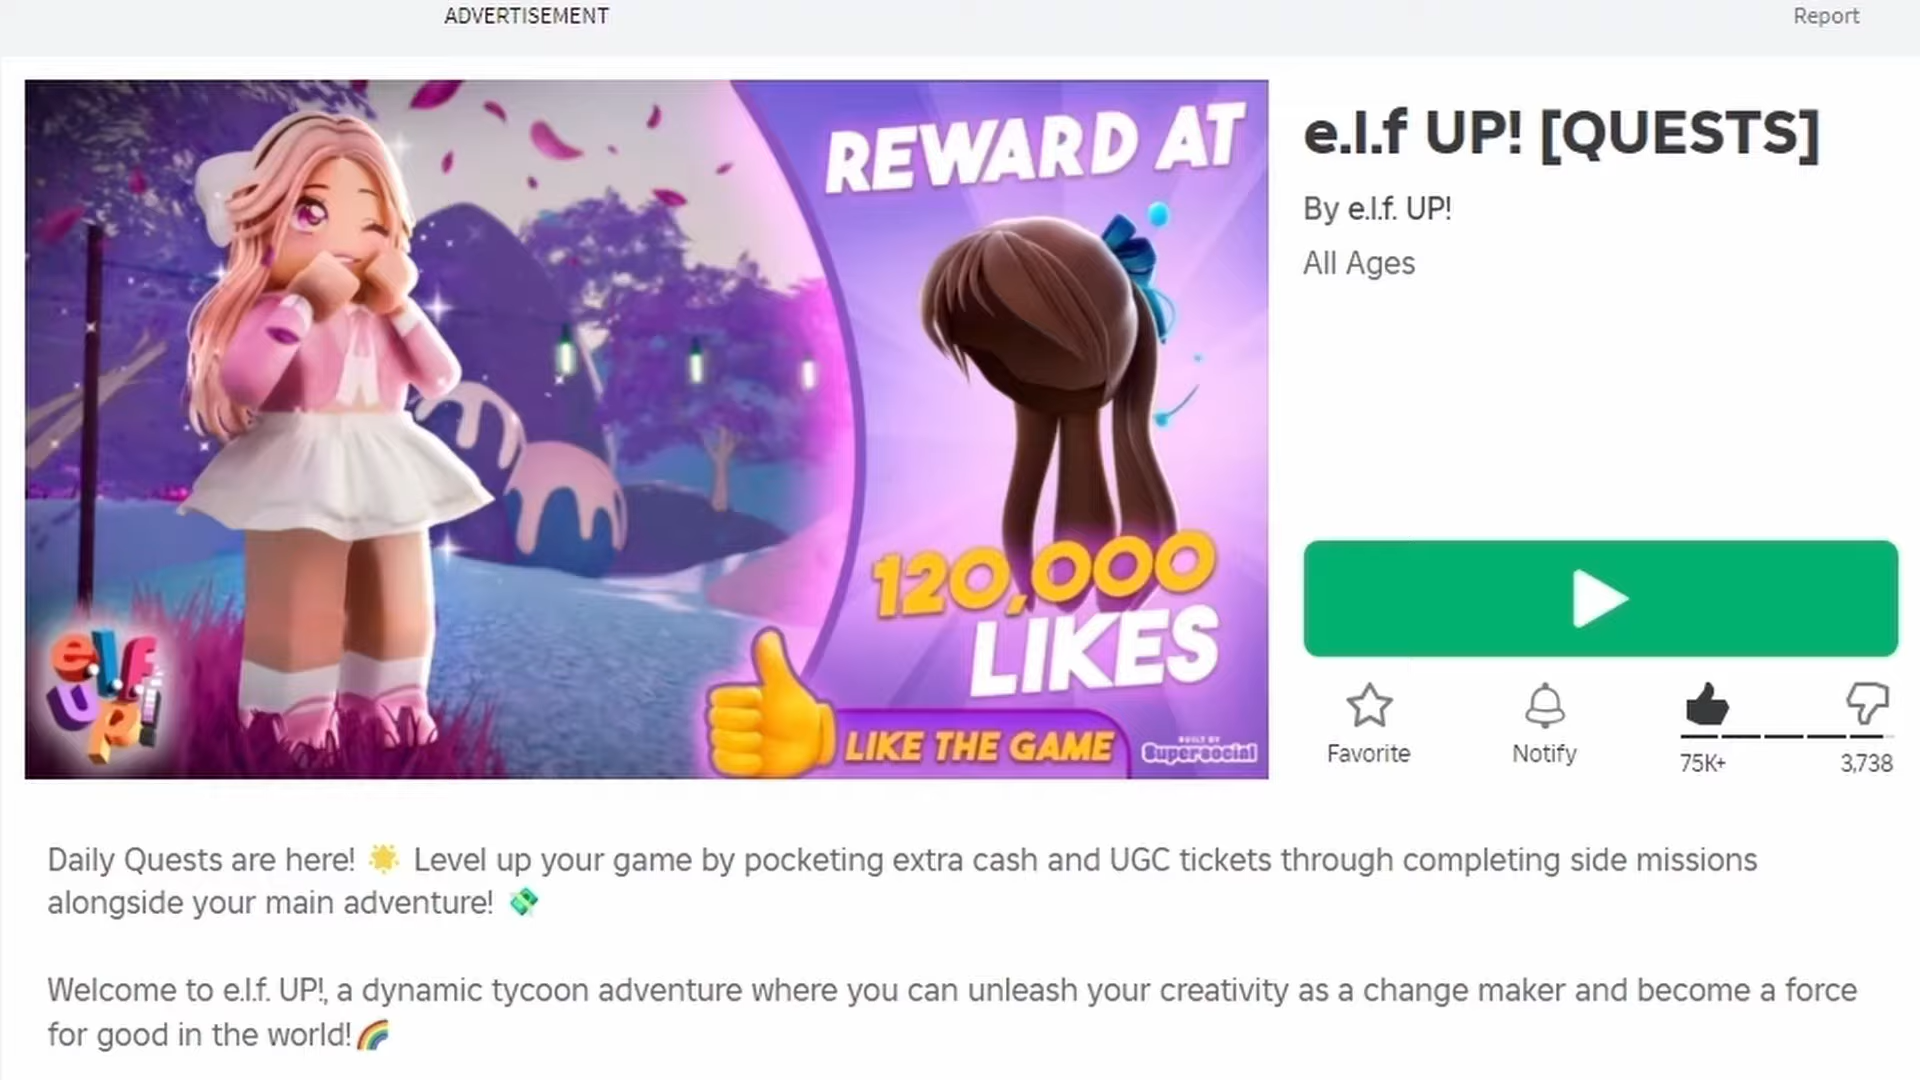 ADVERTISEMENT
Report
REWARD AT
120,000
LIKES
LIKE THE GAME
BUILT BY
Supersocial
e.l.f
UP!
e.l.f UP! [QUESTS]
By e.l.f. UP!
All Ages
Favorite
Notify
75K+
3,738
Daily Quests are here! 🌟 Level up your game by pocketing extra cash and UGC tickets through completing side missions
alongside your main adventure! 💸
Welcome to e.l.f. UP!, a dynamic tycoon adventure where you can unleash your creativity as a change maker and become a force
for good in the world!🌈